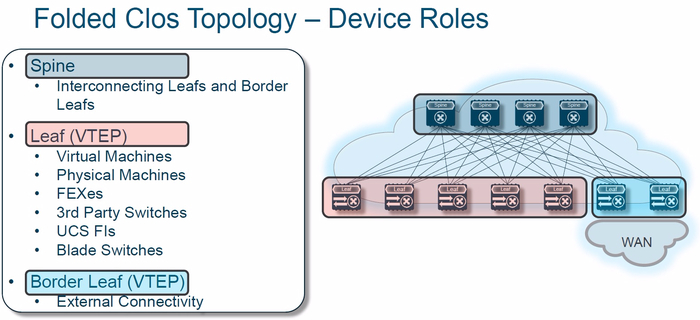 Folded Clos Topology – Device Roles
• Spine
• Interconnecting Leafs and Border
Leafs
• Leaf (VTEP)
• Virtual Machines
• Physical Machines
• FEXes
• 3rd Party Switches
• UCS FIs
• Blade Switches
• Border Leaf (VTEP)
• External Connectivity
Spine Spine Spine Spine
Leaf Leaf Leaf Leaf Leaf Leaf Leaf
WAN